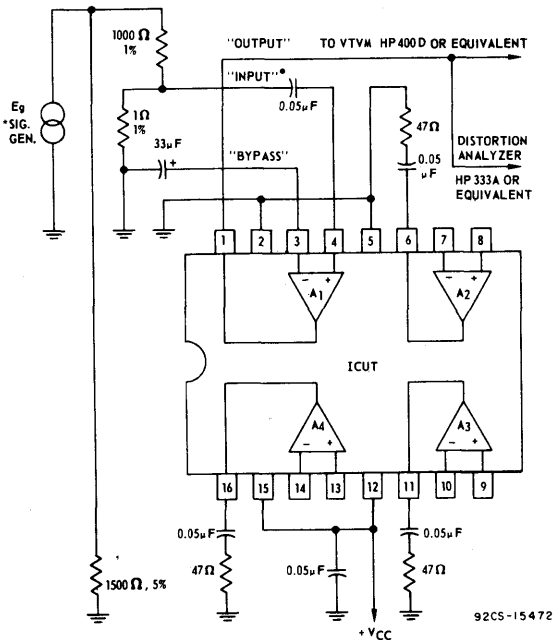 1000 Ω
1%
"OUTPUT"
TO VTVM HP 400 D OR EQUIVALENT
"INPUT"*
0.05µF
Eg
*SIG.
GEN.
1Ω
1%
33µF
+
"BYPASS"
47Ω
0.05
µF
DISTORTION
ANALYZER
HP 333A OR
EQUIVALENT
1 2 3 4 5 6 7 8
− +
A1
− +
A2
ICUT
A4
− +
A3
− +
16 15 14 13 12 11 10 9
0.05µF
47Ω
0.05µF
0.05µF
47Ω
1500 Ω, 5%
+ VCC
92CS-15472